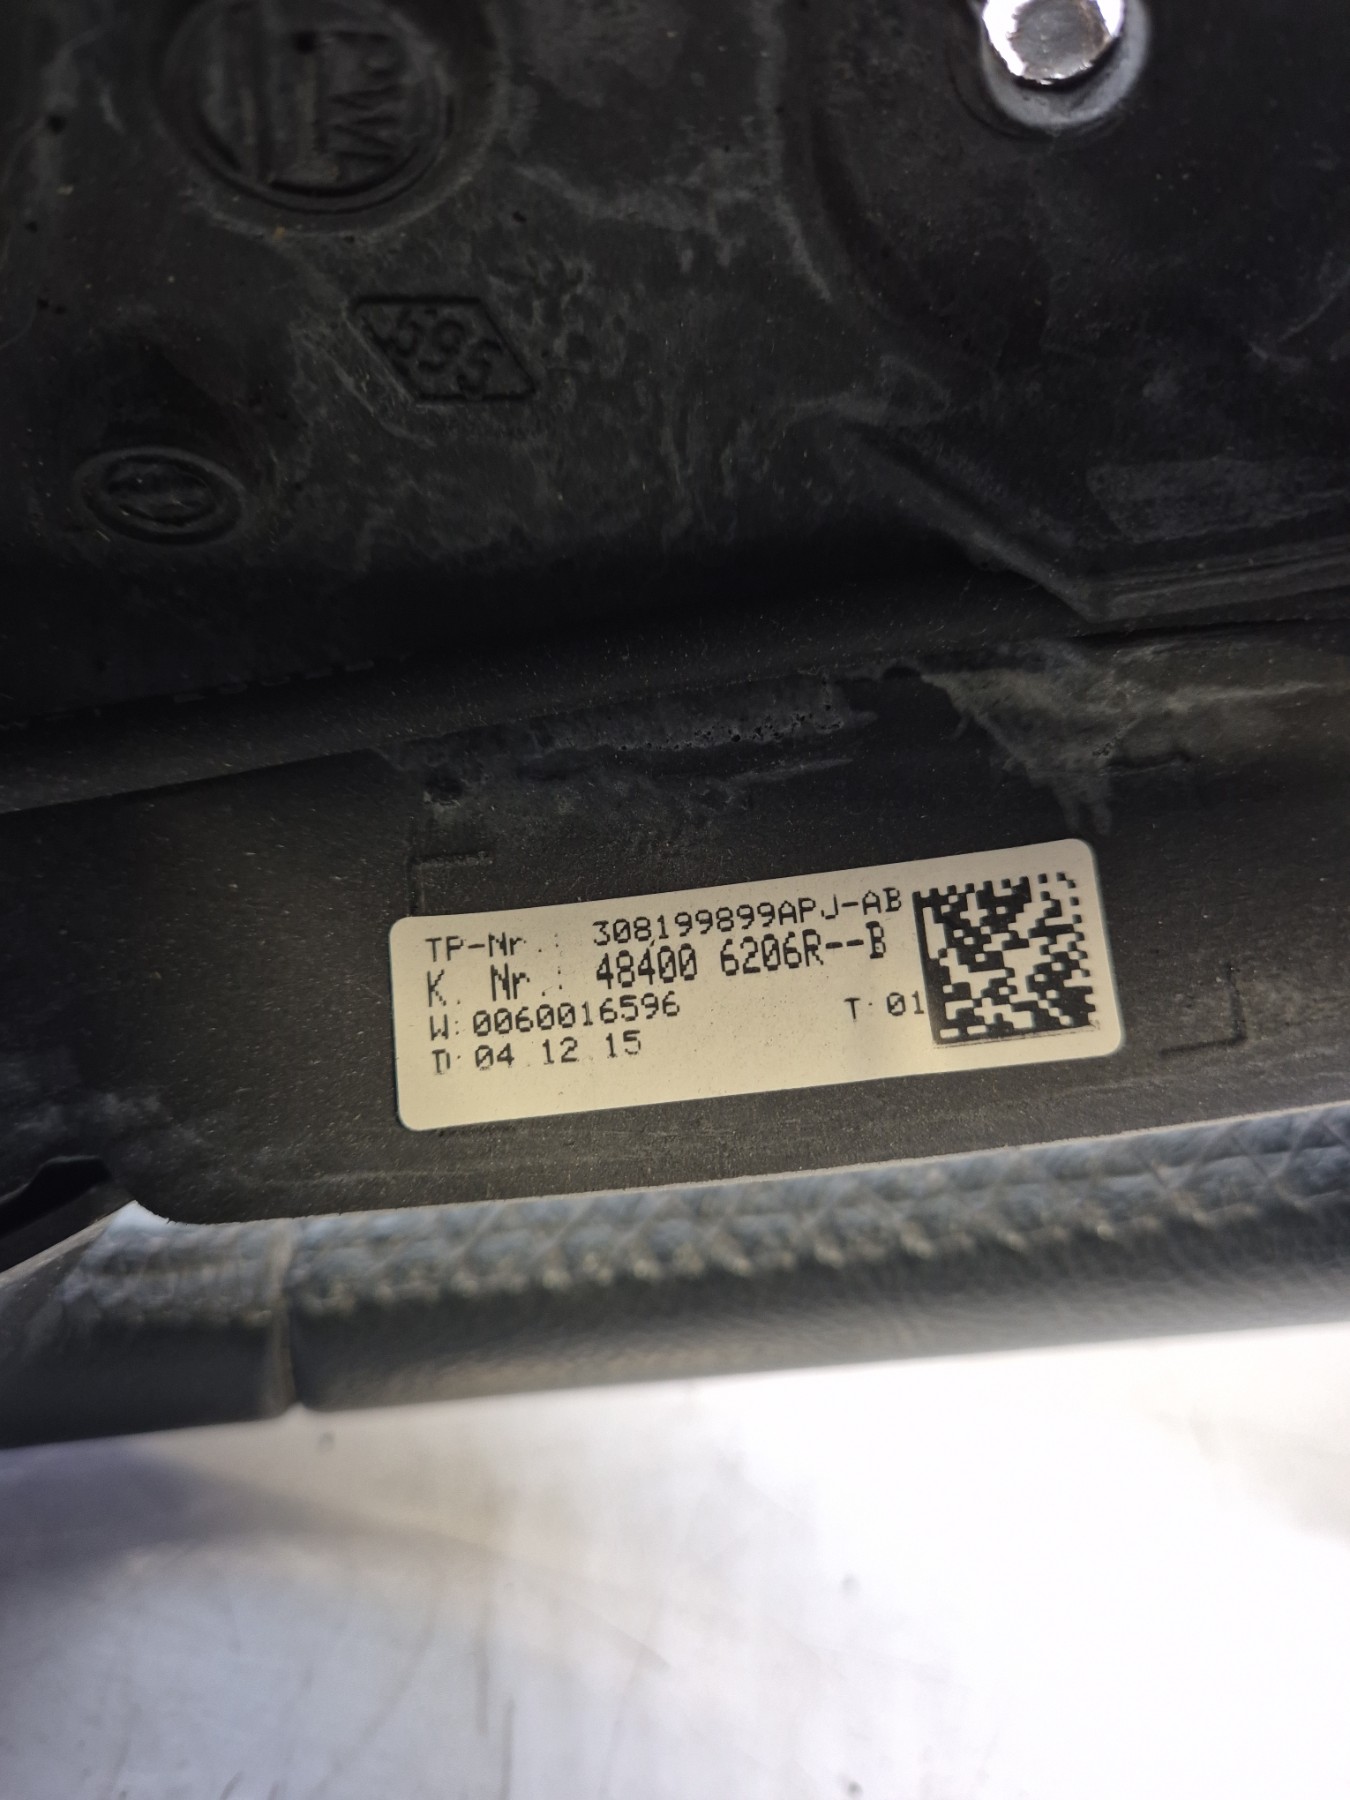 TP-Nr.: 308199899APJ-AB
K. Nr.: 48400 6206R--B
W:0060016596 T:01
D:04.12.15